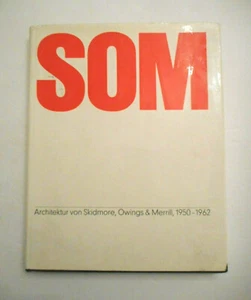 SOM
Architektur von Skidmore, Owings & Merrill, 1950-1962